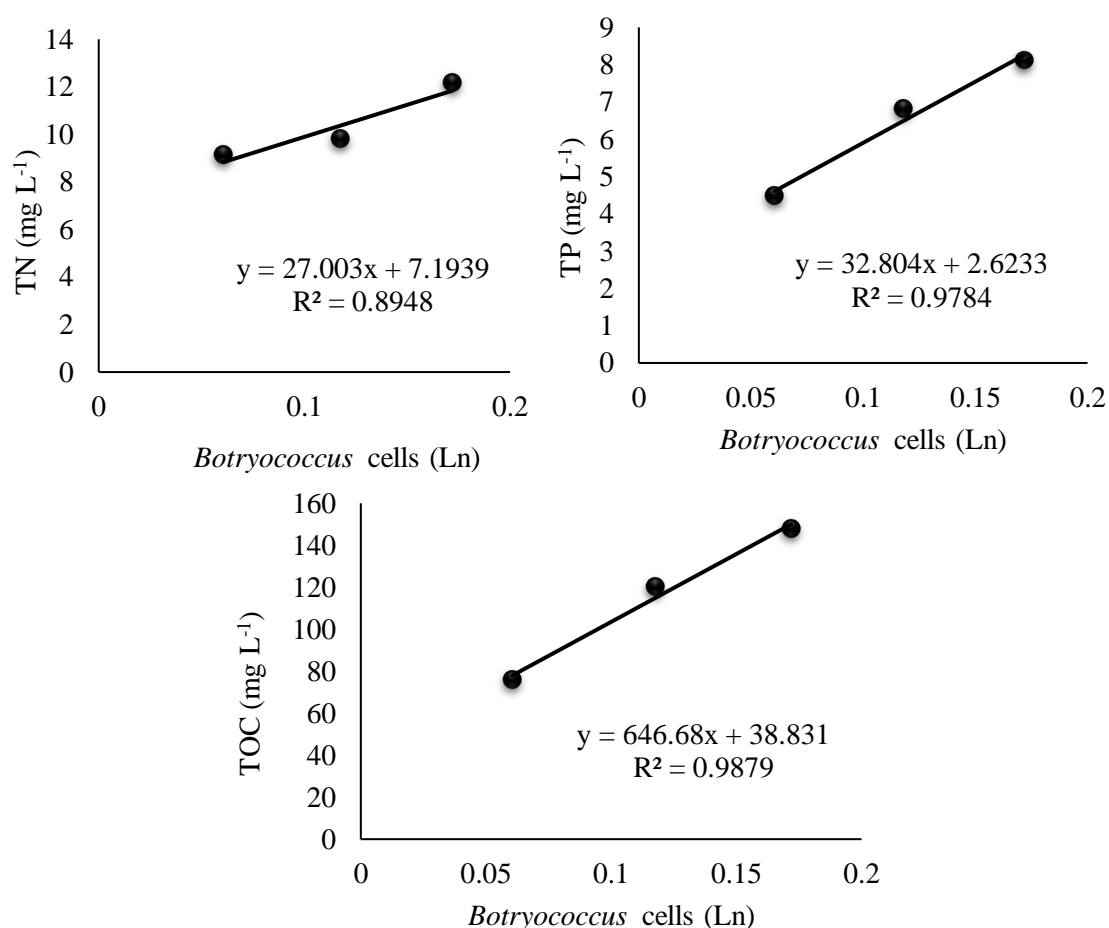 TN (mg L⁻¹)
14
12
10
8
6
4
2
0
y = 27.003x + 7.1939
R² = 0.8948
0 0.1 0.2
Botryococcus cells (Ln)
TP (mg L⁻¹)
9
8
7
6
5
4
3
2
1
0
y = 32.804x + 2.6233
R² = 0.9784
0 0.05 0.1 0.15 0.2
Botryococcus cells (Ln)
TOC (mg L⁻¹)
160
140
120
100
80
60
40
20
0
y = 646.68x + 38.831
R² = 0.9879
0 0.05 0.1 0.15 0.2
Botryococcus cells (Ln)